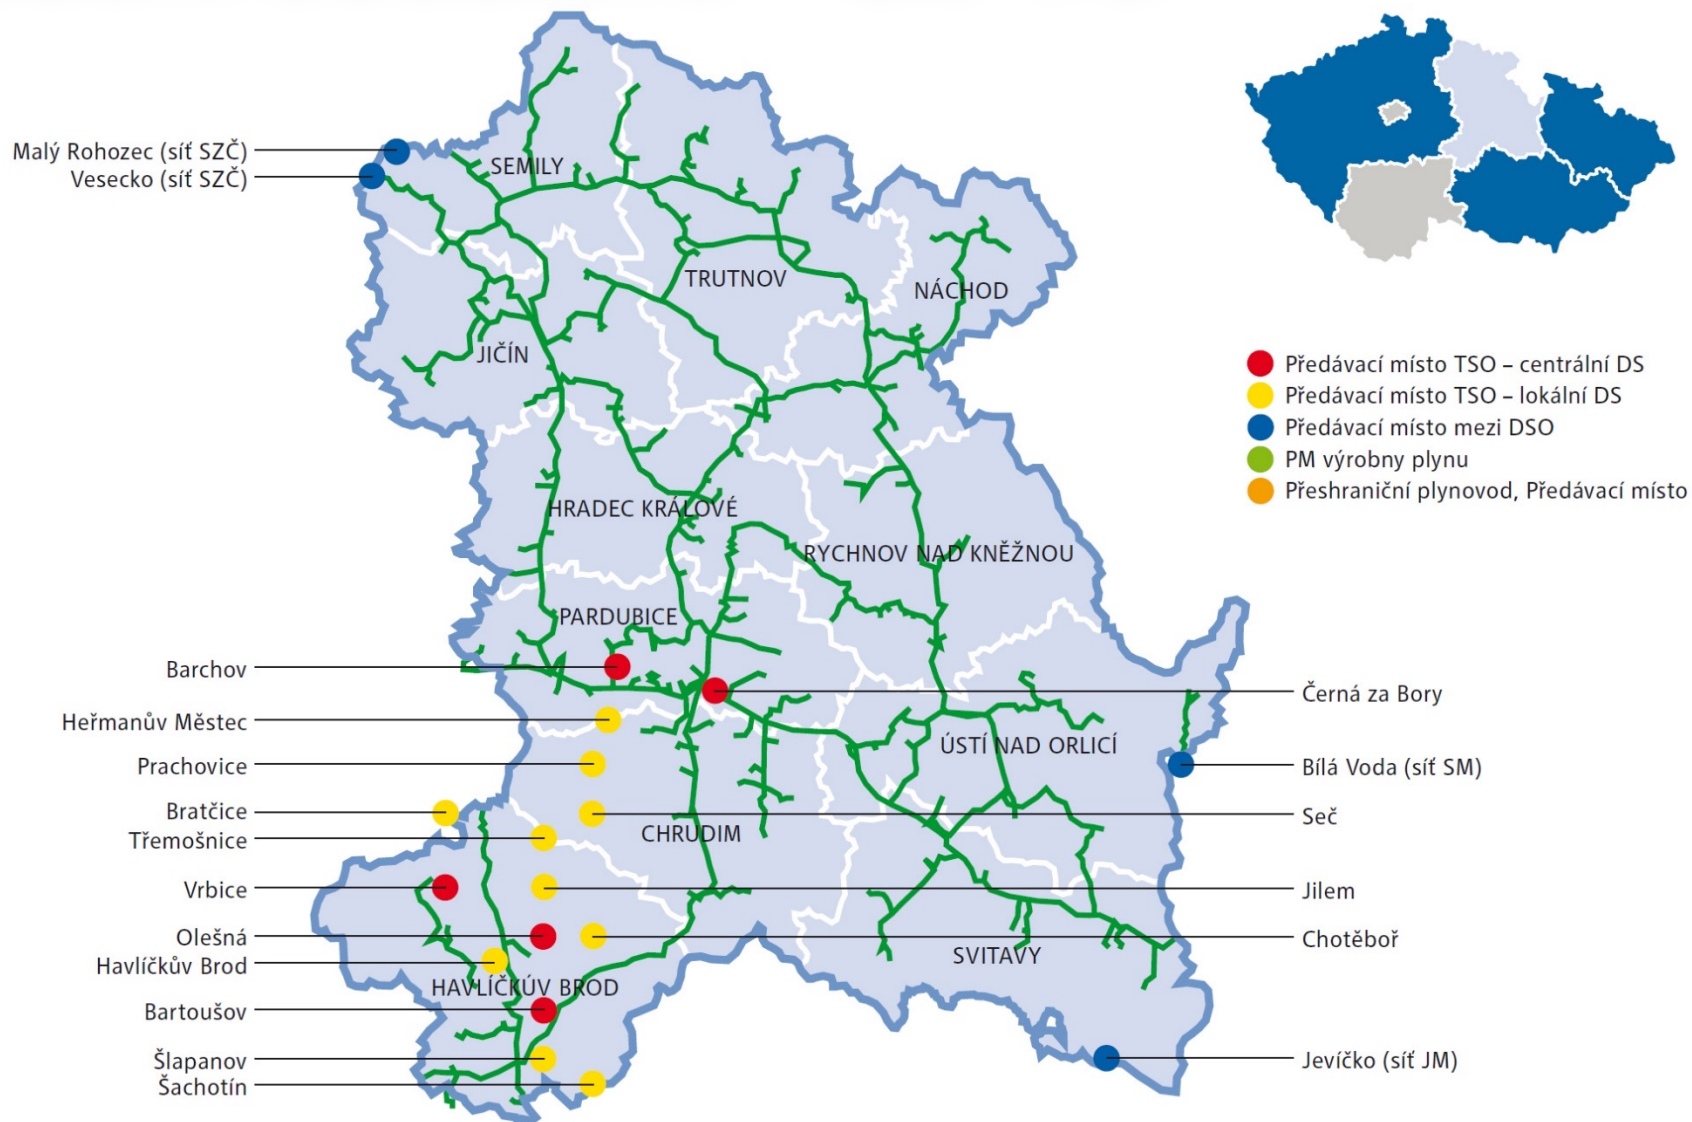 Malý Rohozec (síť SZČ)
Vesecko (síť SZČ)
SEMILY
TRUTNOV
NÁCHOD
JIČÍN
Předávací místo TSO – centrální DS
Předávací místo TSO – lokální DS
Předávací místo mezi DSO
PM výrobny plynu
Přeshraniční plynovod, Předávací místo
HRADEC KRÁLOVÉ
RYCHNOV NAD KNĚŽNOU
PARDUBICE
Barchov
Černá za Bory
Heřmanův Městec
ÚSTÍ NAD ORLICÍ
Prachovice
Bílá Voda (síť SM)
Bratčice
Seč
Třemošnice
CHRUDIM
Vrbice
Jilem
Olešná
Chotěboř
Havlíčkův Brod
SVITAVY
HAVLÍČKÚV BROD
Bartoušov
Šlapanov
Jevíčko (síť JM)
Šachotín